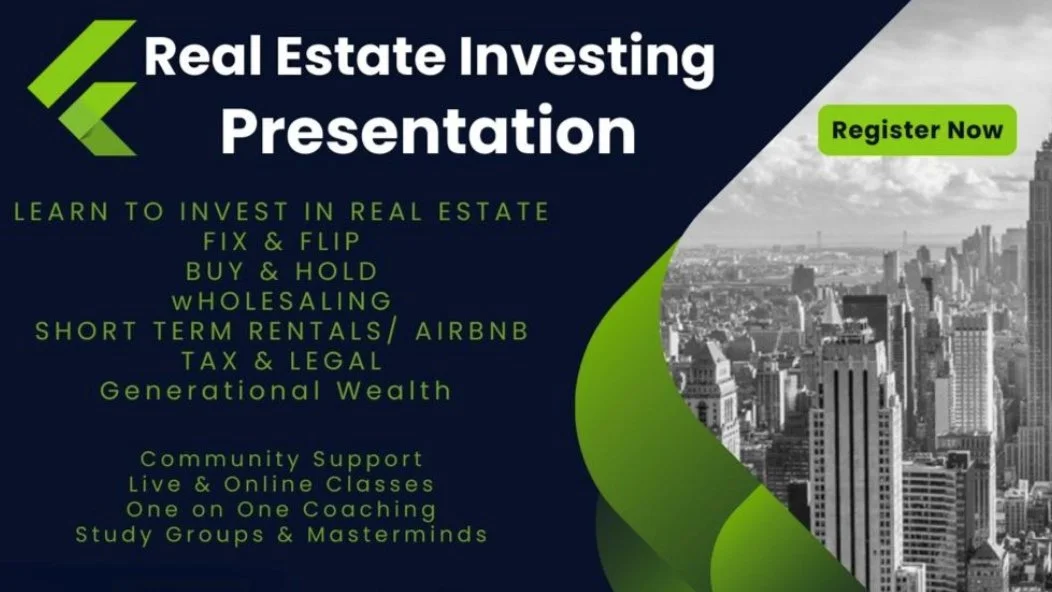 Real Estate Investing
Presentation
Register Now
LEARN TO INVEST IN REAL ESTATE
FIX & FLIP
BUY & HOLD
wHOLESALING
SHORT TERM RENTALS/ AIRBNB
TAX & LEGAL
Generational Wealth
Community Support
Live & Online Classes
One on One Coaching
Study Groups & Masterminds